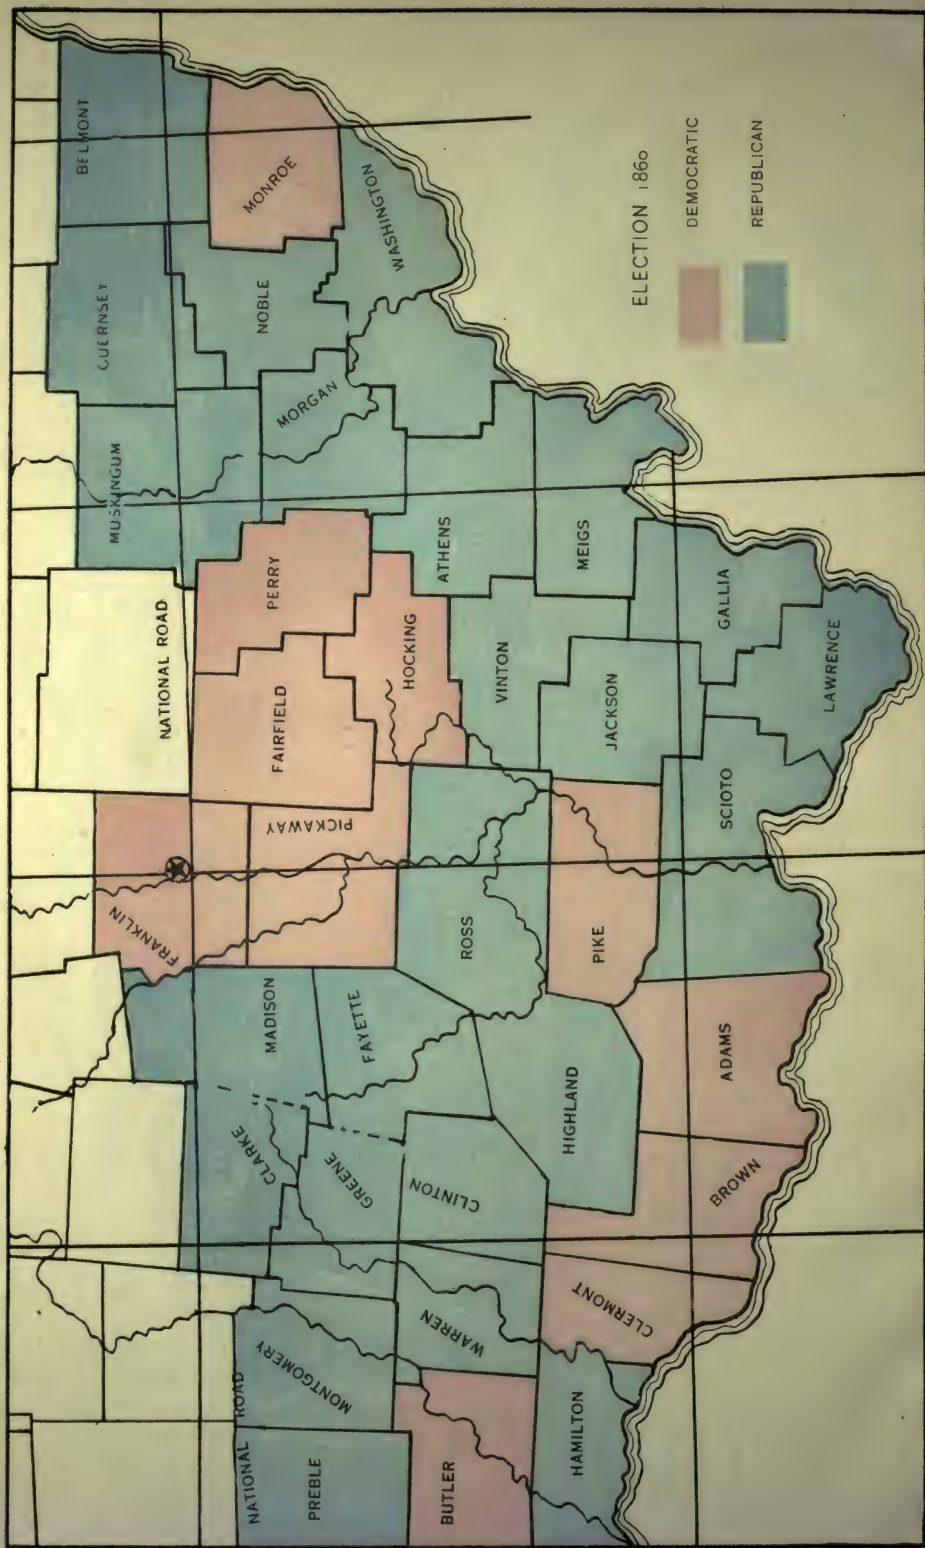 BELMONT
MONROE
WASHINGTON
GUERNSEY
NOBLE
MUSKINGUM
MORGAN
NATIONAL ROAD
PERRY
ATHENS
MEIGS
HOCKING
FAIRFIELD
VINTON
GALLIA
LAWRENCE
JACKSON
SCIOTO
PICKAWAY
FRANKLIN
ROSS
PIKE
MADISON
FAYETTE
ADAMS
HIGHLAND
CLARKE
GREENE
CLINTON
BROWN
CLERMONT
WARREN
MONTGOMERY
NATIONAL ROAD
PREBLE
BUTLER
HAMILTON
ELECTION 1860
DEMOCRATIC
REPUBLICAN